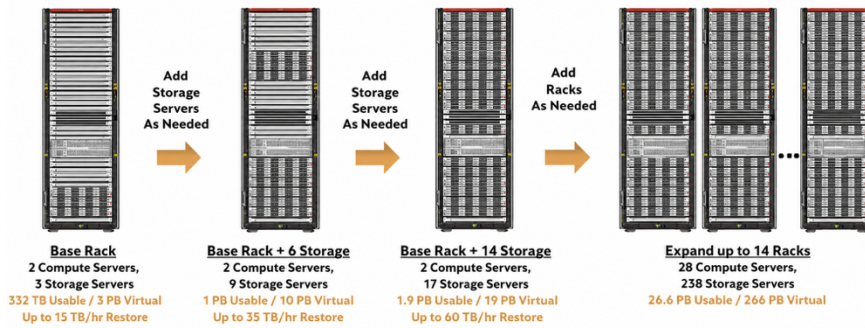 Add
Storage
Servers
As Needed
Add
Storage
Servers
As Needed
Add
Racks
As Needed
Base Rack
2 Compute Servers,
3 Storage Servers
332 TB Usable / 3 PB Virtual
Up to 15 TB/hr Restore
Base Rack + 6 Storage
2 Compute Servers,
9 Storage Servers
1 PB Usable / 10 PB Virtual
Up to 35 TB/hr Restore
Base Rack + 14 Storage
2 Compute Servers,
17 Storage Servers
1.9 PB Usable / 19 PB Virtual
Up to 60 TB/hr Restore
Expand up to 14 Racks
28 Compute Servers,
238 Storage Servers
26.6 PB Usable / 266 PB Virtual